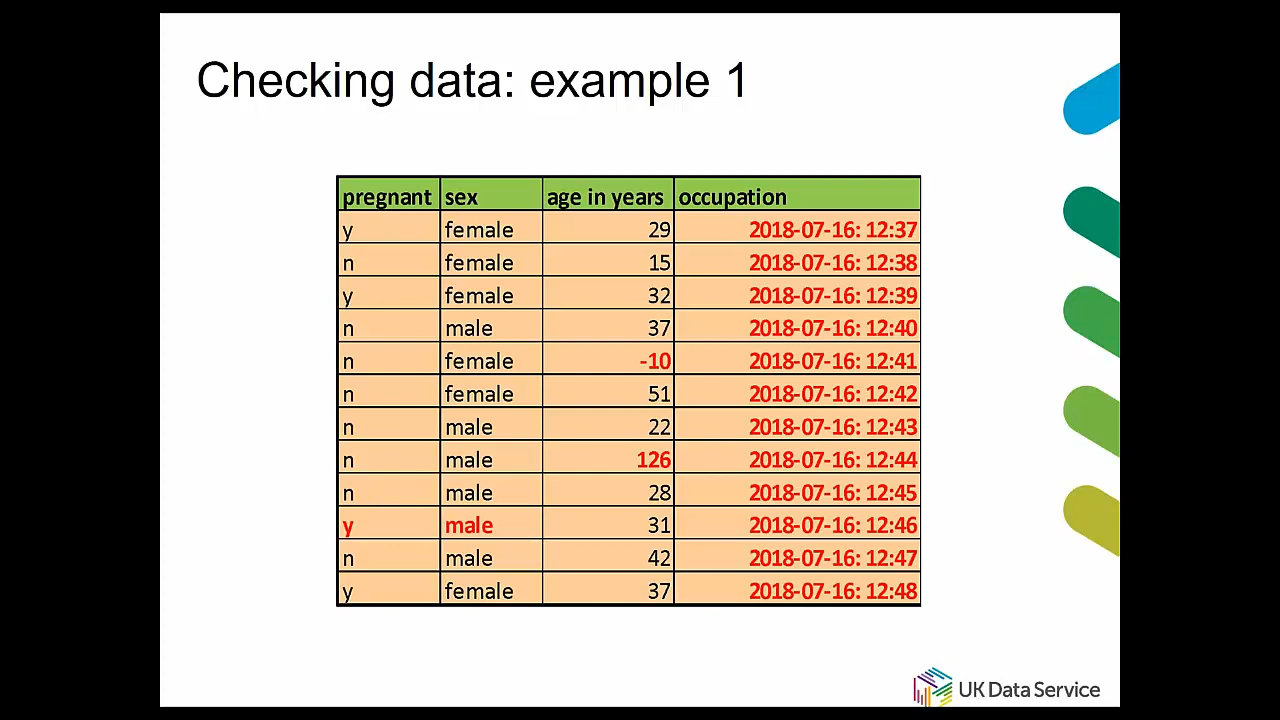 Checking data: example 1
pregnant sex age in years occupation
y female 29 2018-07-16: 12:37
n female 15 2018-07-16: 12:38
y female 32 2018-07-16: 12:39
n male 37 2018-07-16: 12:40
n female -10 2018-07-16: 12:41
n female 51 2018-07-16: 12:42
n male 22 2018-07-16: 12:43
n male 126 2018-07-16: 12:44
n male 28 2018-07-16: 12:45
y male 31 2018-07-16: 12:46
n male 42 2018-07-16: 12:47
y female 37 2018-07-16: 12:48
UK Data Service